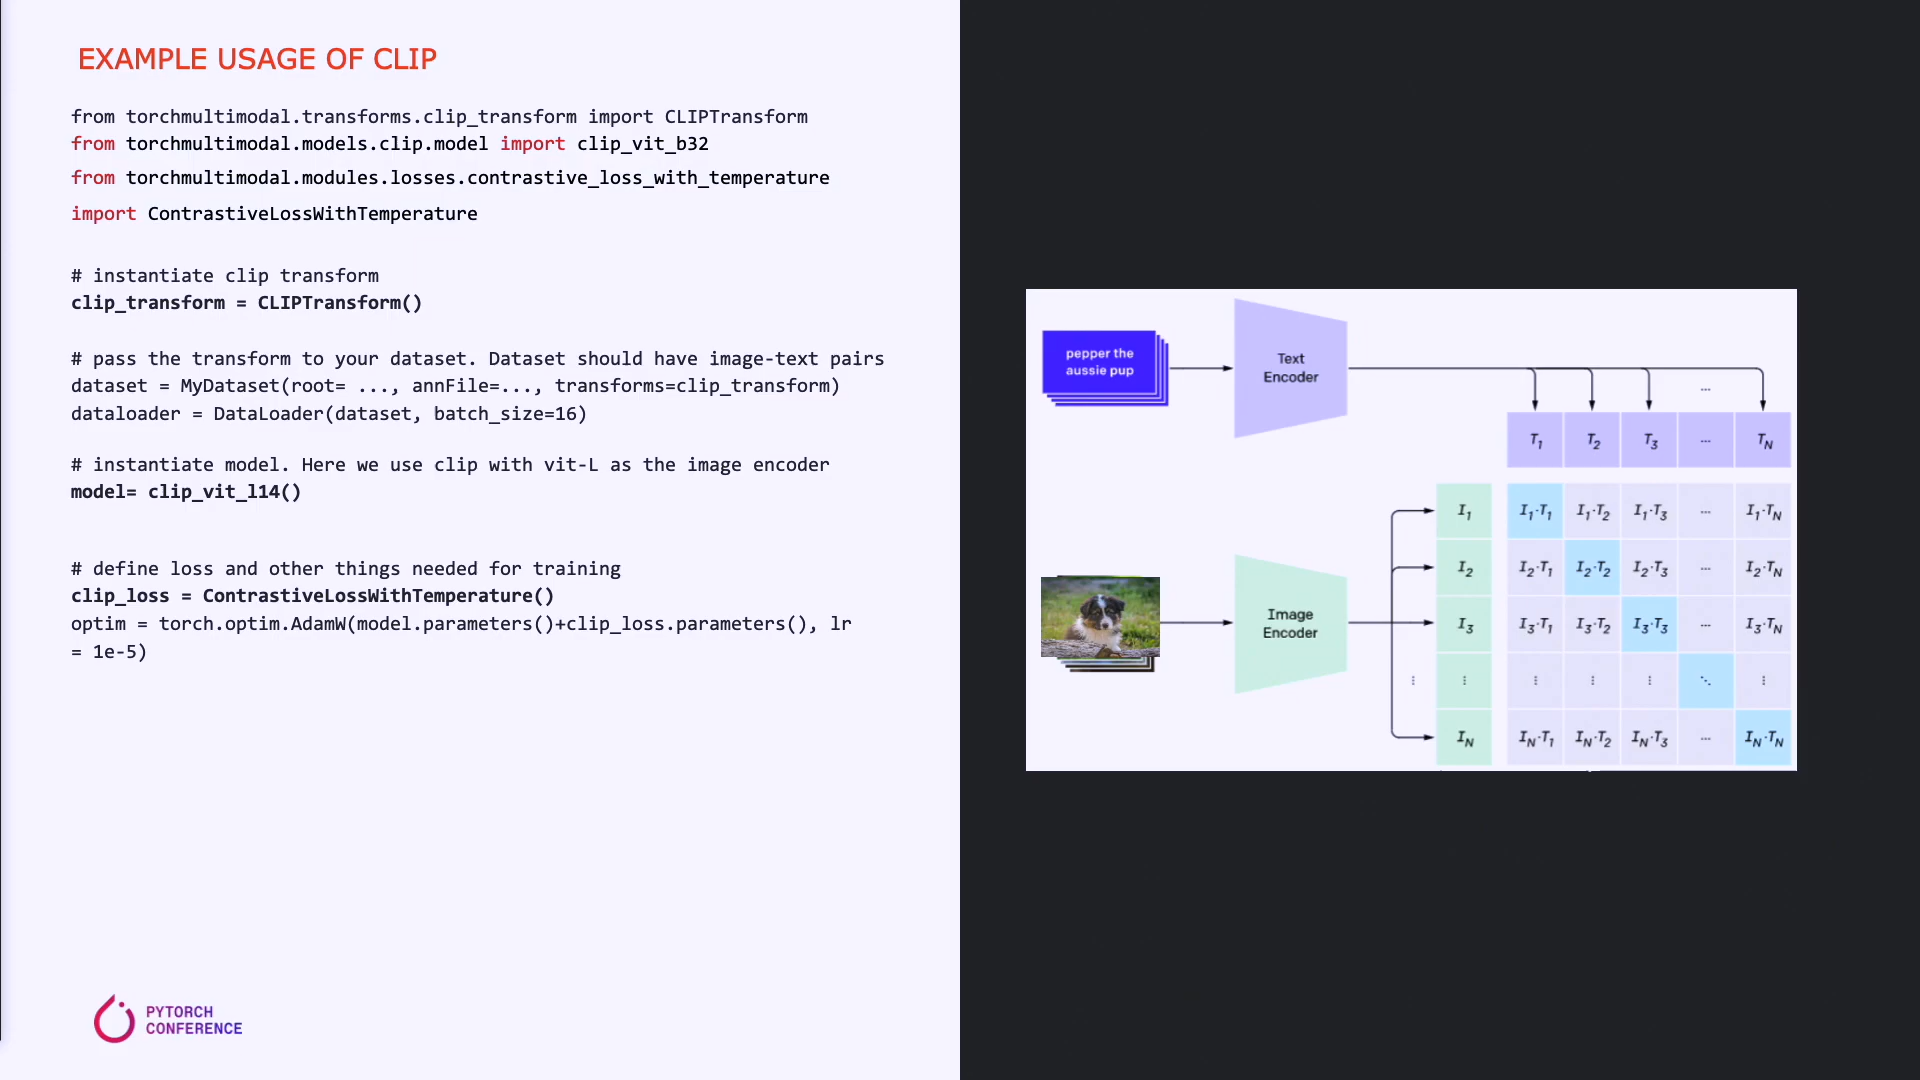 EXAMPLE USAGE OF CLIP
from torchmultimodal.transforms.clip_transform import CLIPTransform
from torchmultimodal.models.clip.model import clip_vit_b32
from torchmultimodal.modules.losses.contrastive_loss_with_temperature
import ContrastiveLossWithTemperature
# instantiate clip transform
clip_transform = CLIPTransform()
# pass the transform to your dataset. Dataset should have image-text pairs
dataset = MyDataset(root= ..., annFile=..., transforms=clip_transform)
dataloader = DataLoader(dataset, batch_size=16)
# instantiate model. Here we use clip with vit-L as the image encoder
model= clip_vit_l14()
# define loss and other things needed for training
clip_loss = ContrastiveLossWithTemperature()
optim = torch.optim.AdamW(model.parameters()+clip_loss.parameters(), lr
= 1e-5)
PYTORCH
CONFERENCE
pepper the
aussie pup
Text
Encoder
...
T1 T2 T3 ... TN
Image
Encoder
I1 I1·T1 I1·T2 I1·T3 ... I1·TN
I2 I2·T1 I2·T2 I2·T3 ... I2·TN
I3 I3·T1 I3·T2 I3·T3 ... I3·TN
⋮ ⋮ ⋮ ⋮ ⋮ ⋱ ⋮
IN IN·T1 IN·T2 IN·T3 ... IN·TN